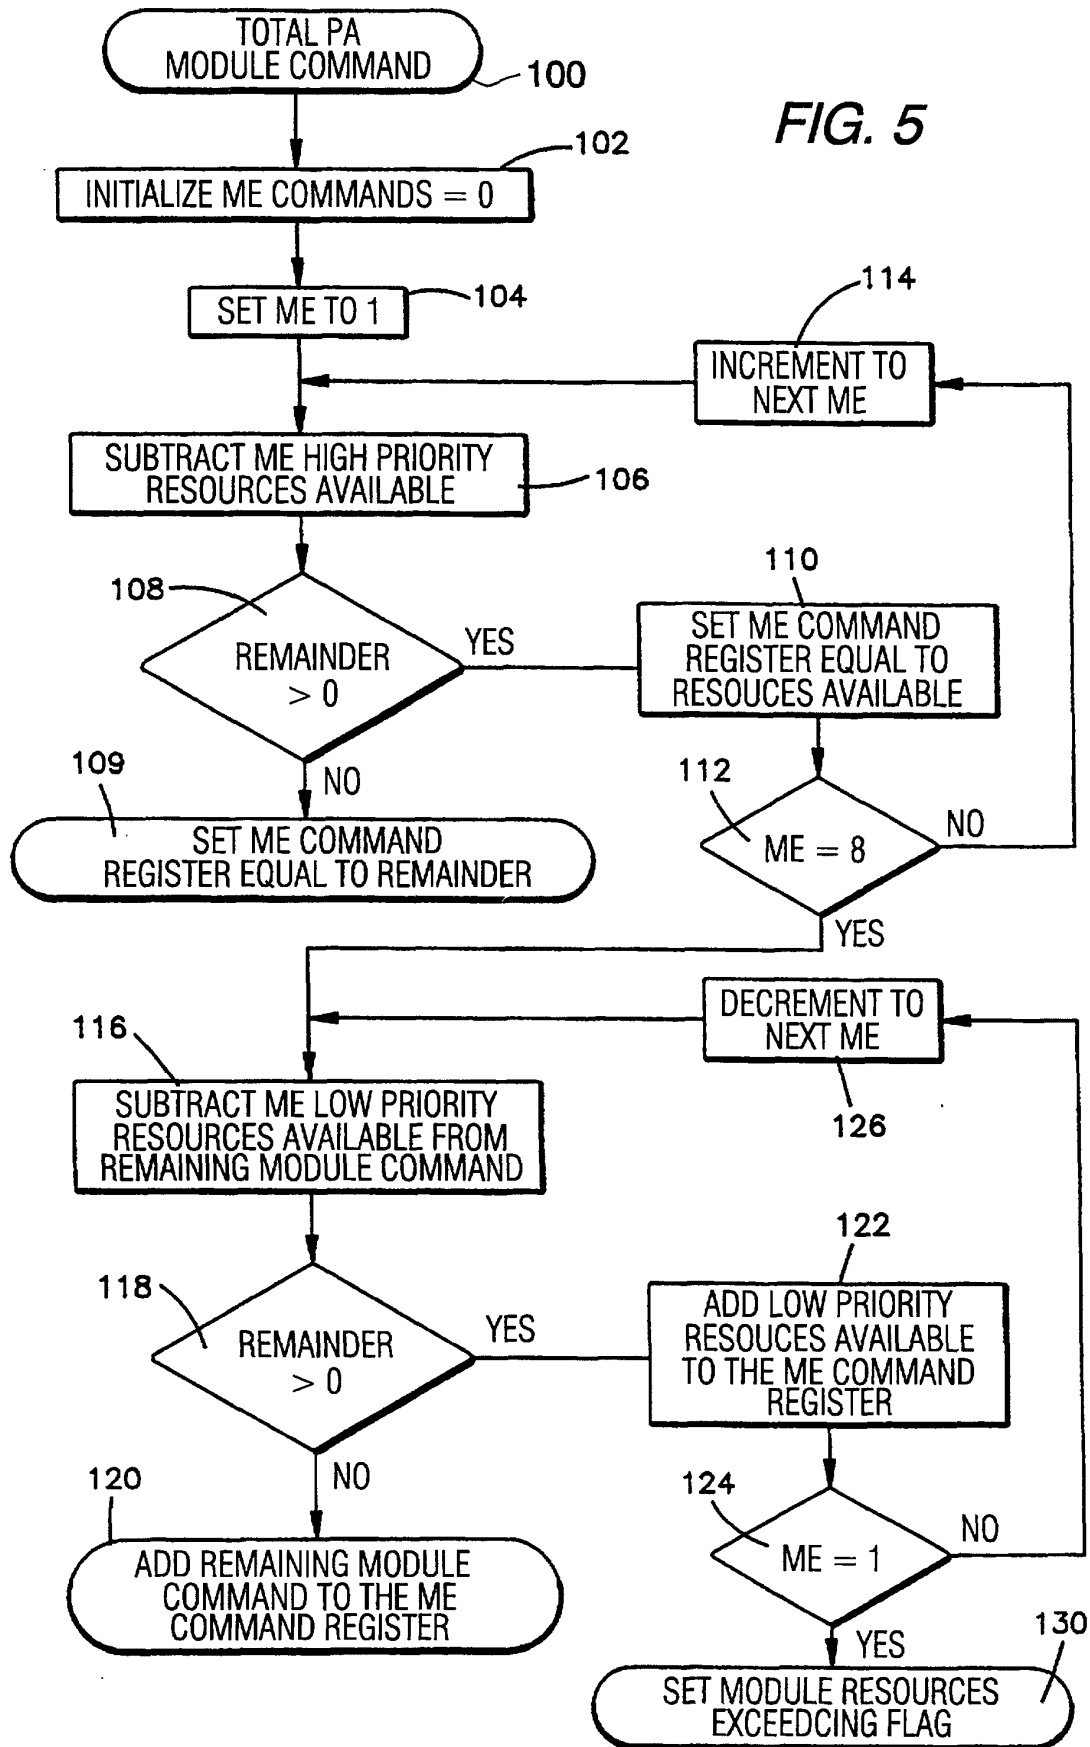 TOTAL PA
MODULE COMMAND
100
FIG. 5
102
INITIALIZE ME COMMANDS = 0
104
SET ME TO 1
114
INCREMENT TO
NEXT ME
SUBTRACT ME HIGH PRIORITY
RESOURCES AVAILABLE
106
108
REMAINDER
> 0
YES
110
SET ME COMMAND
REGISTER EQUAL TO
RESOUCES AVAILABLE
NO
109
SET ME COMMAND
REGISTER EQUAL TO REMAINDER
112
ME = 8
NO
YES
DECREMENT TO
NEXT ME
126
116
SUBTRACT ME LOW PRIORITY
RESOURCES AVAILABLE FROM
REMAINING MODULE COMMAND
118
REMAINDER
> 0
YES
122
ADD LOW PRIORITY
RESOUCES AVAILABLE
TO THE ME COMMAND
REGISTER
NO
120
ADD REMAINING MODULE
COMMAND TO THE ME
COMMAND REGISTER
124
ME = 1
NO
YES
130
SET MODULE RESOURCES
EXCEEDCING FLAG